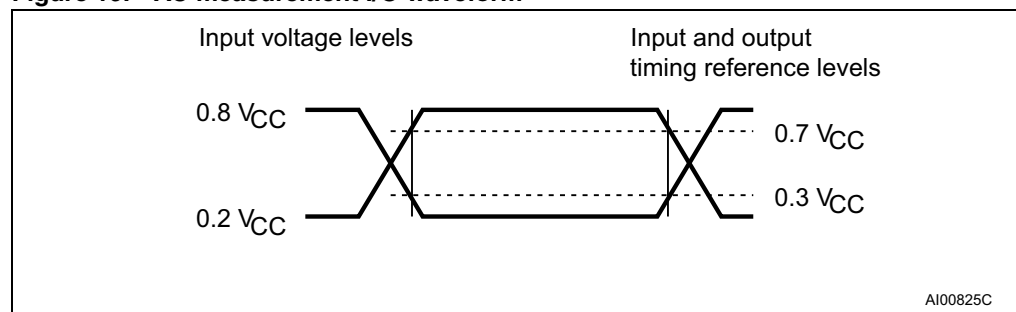 Input voltage levels
Input and output
timing reference levels
0.8 VCC
0.7 VCC
0.3 VCC
0.2 VCC
AI00825C